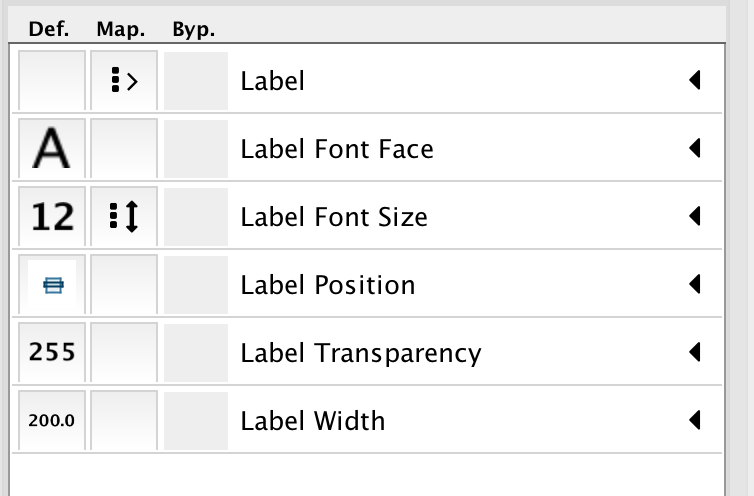 Def. Map. Byp.
Label
A Label Font Face
12 Label Font Size
Label Position
255 Label Transparency
200.0 Label Width